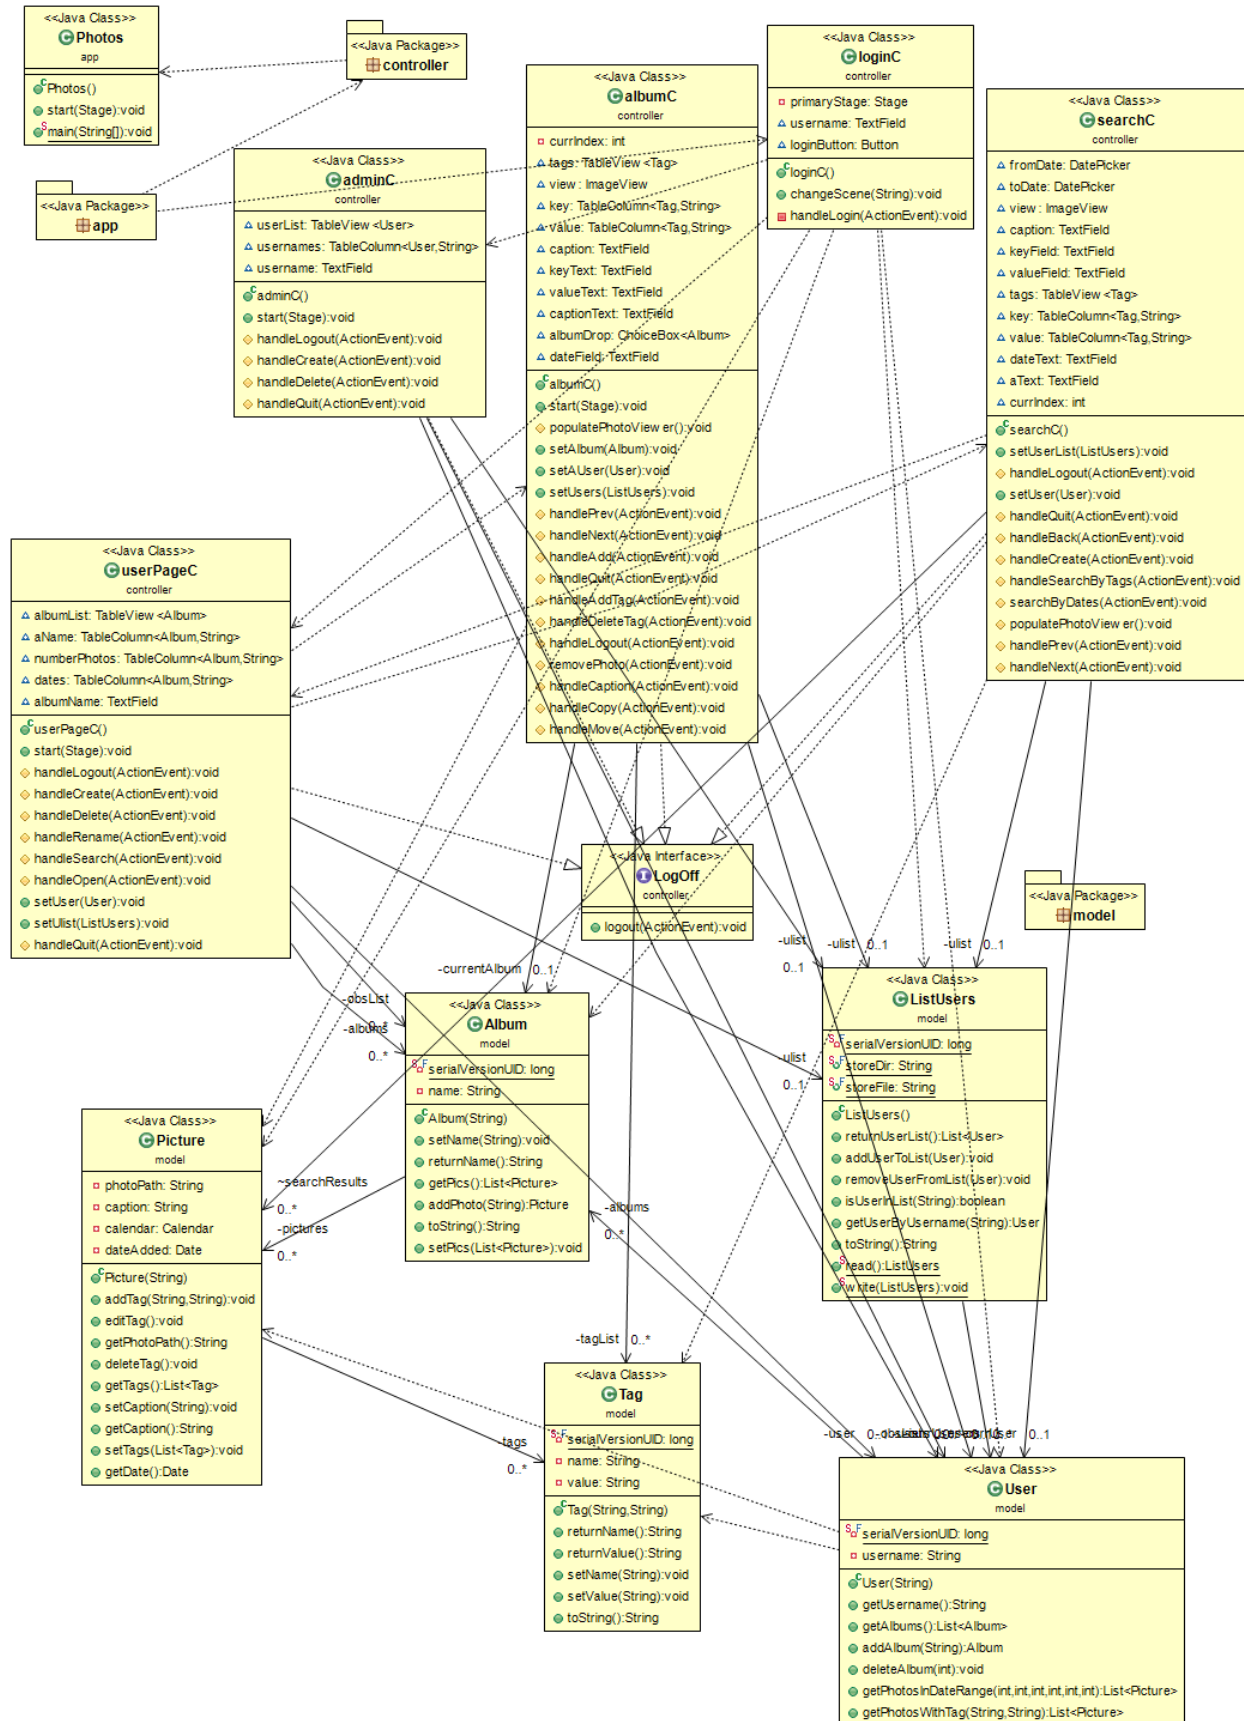 <<Java Class>>
Photos
app
Photos()
start(Stage):void
main(String[]):void
<<Java Package>>
controller
<<Java Package>>
app
<<Java Class>>
adminC
controller
userList: TableView<User>
usernames: TableColumn<User,String>
username: TextField
adminC()
start(Stage):void
handleLogout(ActionEvent):void
handleCreate(ActionEvent):void
handleDelete(ActionEvent):void
handleQuit(ActionEvent):void
<<Java Class>>
albumC
controller
currIndex: int
tags: TableView<Tag>
view: ImageView
key: TableColumn<Tag,String>
value: TableColumn<Tag,String>
caption: TextField
keyText: TextField
valueText: TextField
captionText: TextField
albumDrop: ChoiceBox<Album>
dateField: TextField
albumC()
start(Stage):void
populatePhotoViewer():void
setAlbum(Album):void
setAUser(User):void
setUsers(ListUsers):void
handlePrev(ActionEvent):void
handleNext(ActionEvent):void
handleAdd(ActionEvent):void
handleQuit(ActionEvent):void
handleAddTag(ActionEvent):void
handleDeleteTag(ActionEvent):void
handleLogout(ActionEvent):void
removePhoto(ActionEvent):void
handleCaption(ActionEvent):void
handleCopy(ActionEvent):void
handleMove(ActionEvent):void
<<Java Class>>
loginC
controller
primaryStage: Stage
username: TextField
loginButton: Button
loginC()
changeScene(String):void
handleLogin(ActionEvent):void
<<Java Class>>
searchC
controller
fromDate: DatePicker
toDate: DatePicker
view: ImageView
caption: TextField
keyField: TextField
valueField: TextField
tags: TableView<Tag>
key: TableColumn<Tag,String>
value: TableColumn<Tag,String>
dateText: TextField
aText: TextField
currIndex: int
searchC()
setUserList(ListUsers):void
handleLogout(ActionEvent):void
setUser(User):void
handleQuit(ActionEvent):void
handleBack(ActionEvent):void
handleCreate(ActionEvent):void
handleSearchByTags(ActionEvent):void
searchByDates(ActionEvent):void
populatePhotoViewer():void
handlePrev(ActionEvent):void
handleNext(ActionEvent):void
<<Java Class>>
userPageC
controller
albumList: TableView<Album>
aName: TableColumn<Album,String>
numberPhotos: TableColumn<Album,String>
dates: TableColumn<Album,String>
albumName: TextField
userPageC()
start(Stage):void
handleLogout(ActionEvent):void
handleCreate(ActionEvent):void
handleDelete(ActionEvent):void
handleRename(ActionEvent):void
handleSearch(ActionEvent):void
handleOpen(ActionEvent):void
setUser(User):void
setUlist(ListUsers):void
handleQuit(ActionEvent):void
<<Java Interface>>
LogOff
controller
logout(ActionEvent):void
<<Java Package>>
model
-ulist
0..1
-ulist 0..1
-ulist 0..1
-ulist
0..1
-currentAlbum 0..1
-obsList
0..*
-albums
0..*
<<Java Class>>
Album
model
serialVersionUID: long
name: String
Album(String)
setName(String):void
returnName():String
getPics():List<Picture>
addPhoto(String):Picture
toString():String
setPics(List<Picture>):void
<<Java Class>>
ListUsers
model
serialVersionUID: long
storeDir: String
storeFile: String
ListUsers()
returnUserList():List<User>
addUserToList(User):void
removeUserFromList(User):void
isUserInList(String):boolean
getUserByUsername(String):User
toString():String
read():ListUsers
write(ListUsers):void
<<Java Class>>
Picture
model
photoPath: String
caption: String
calendar: Calendar
dateAdded: Date
Picture(String)
addTag(String,String):void
editTag():void
getPhotoPath():String
deleteTag():void
getTags():List<Tag>
setCaption(String):void
getCaption():String
setTags(List<Tag>):void
getDate():Date
~searchResults
0..*
-pictures
0..*
-albums
0..*
-tagList 0..*
-tags
0..*
<<Java Class>>
Tag
model
serialVersionUID: long
name: String
value: String
Tag(String,String)
returnName():String
returnValue():String
setName(String):void
setValue(String):void
toString():String
-user
0..1
<<Java Class>>
User
model
serialVersionUID: long
username: String
User(String)
getUsername():String
getAlbums():List<Album>
addAlbum(String):Album
deleteAlbum(int):void
getPhotosInDateRange(int,int,int,int,int,int):List<Picture>
getPhotosWithTag(String,String):List<Picture>